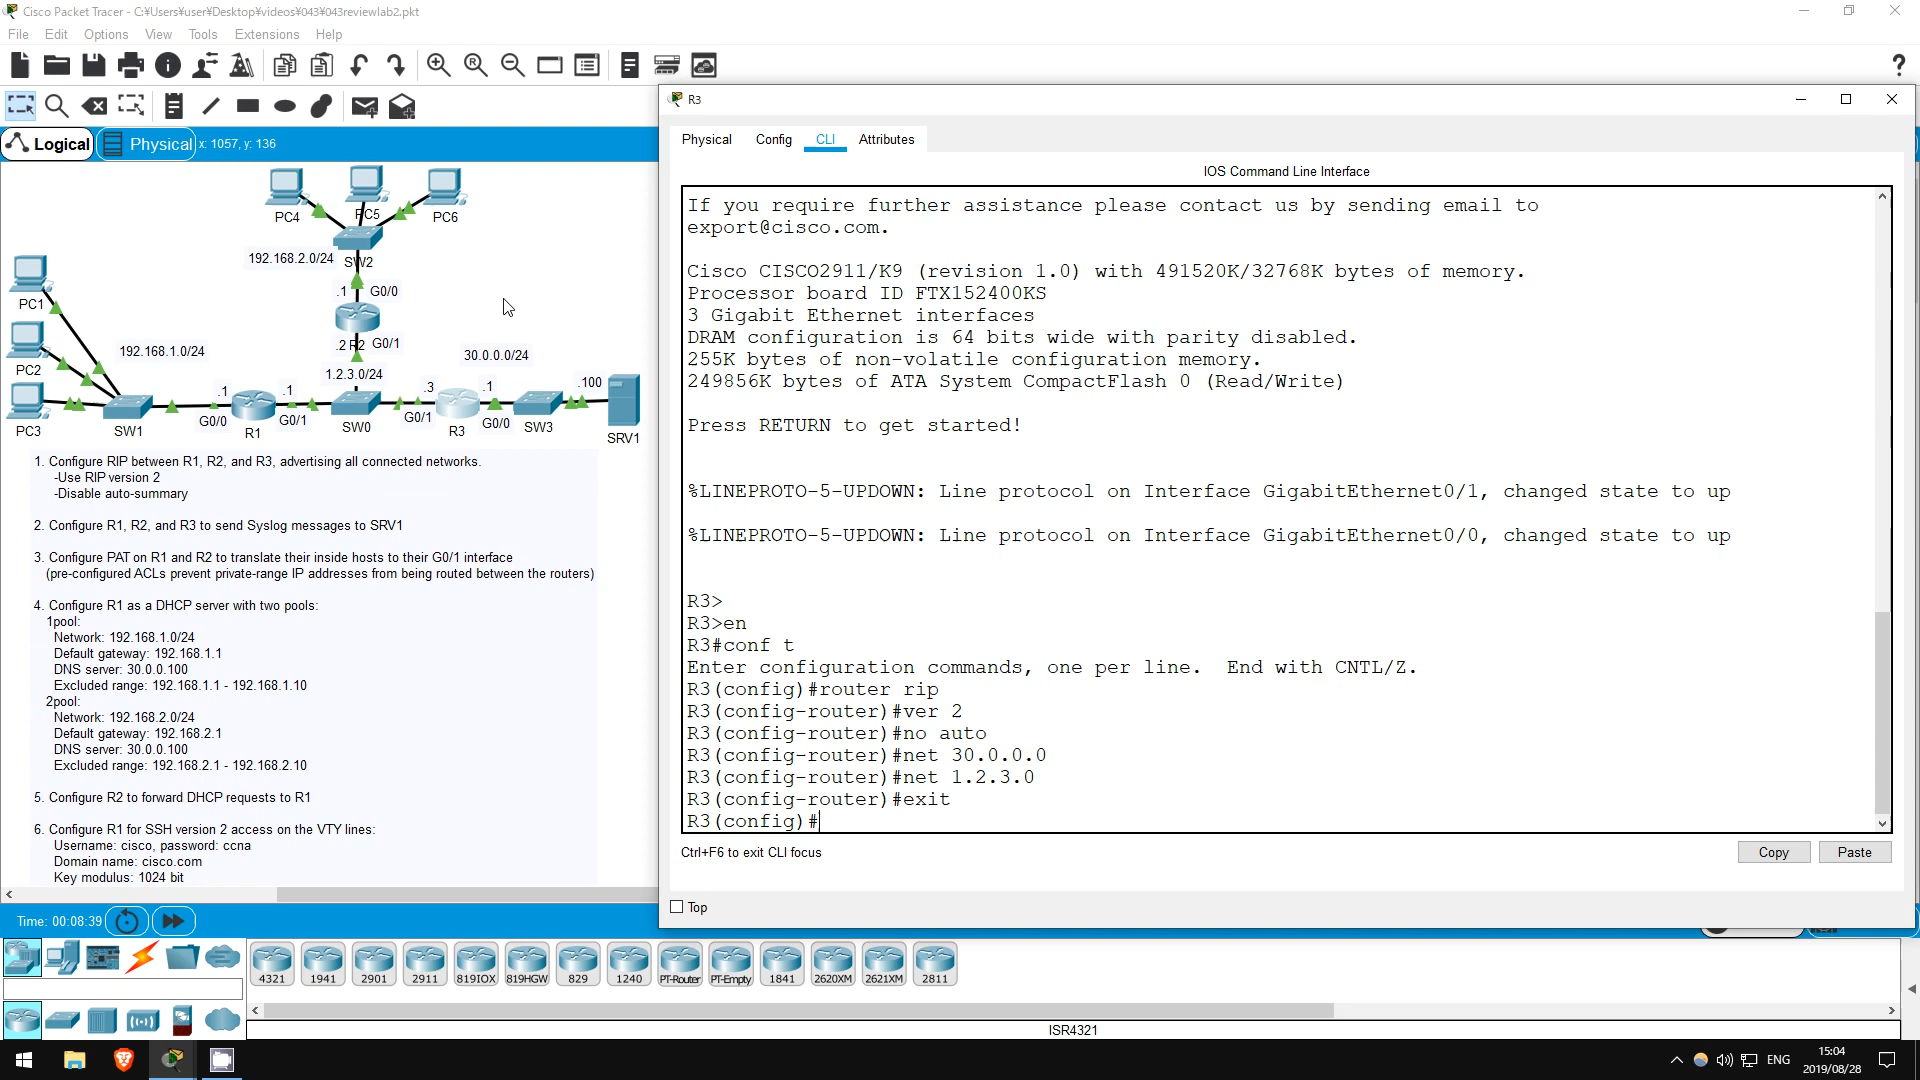 Cisco Packet Tracer - C:¥Users¥user¥Desktop¥videos¥043¥043reviewlab2.pkt
File Edit Options View Tools Extensions Help
Logical Physical x: 1057, y: 136
PC4 PC5 PC6
192.168.2.0/24 SW2
.1 G0/0
PC1
.2 R2 G0/1
192.168.1.0/24 30.0.0.0/24
PC2
1.2.3.0/24
.1 .1 .3 .1 .100
G0/0 G0/1 G0/1 G0/0
PC3 SW1 R1 SW0 R3 SW3 SRV1
1. Configure RIP between R1, R2, and R3, advertising all connected networks.
-Use RIP version 2
-Disable auto-summary
2. Configure R1, R2, and R3 to send Syslog messages to SRV1
3. Configure PAT on R1 and R2 to translate their inside hosts to their G0/1 interface
(pre-configured ACLs prevent private-range IP addresses from being routed between the routers)
4. Configure R1 as a DHCP server with two pools:
1pool:
Network: 192.168.1.0/24
Default gateway: 192.168.1.1
DNS server: 30.0.0.100
Excluded range: 192.168.1.1 - 192.168.1.10
2pool:
Network: 192.168.2.0/24
Default gateway: 192.168.2.1
DNS server: 30.0.0.100
Excluded range: 192.168.2.1 - 192.168.2.10
5. Configure R2 to forward DHCP requests to R1
6. Configure R1 for SSH version 2 access on the VTY lines:
Username: cisco, password: ccna
Domain name: cisco.com
Key modulus: 1024 bit
R3
Physical Config CLI Attributes
IOS Command Line Interface
If you require further assistance please contact us by sending email to
export@cisco.com.
Cisco CISCO2911/K9 (revision 1.0) with 491520K/32768K bytes of memory.
Processor board ID FTX152400KS
3 Gigabit Ethernet interfaces
DRAM configuration is 64 bits wide with parity disabled.
255K bytes of non-volatile configuration memory.
249856K bytes of ATA System CompactFlash 0 (Read/Write)
Press RETURN to get started!
%LINEPROTO-5-UPDOWN: Line protocol on Interface GigabitEthernet0/1, changed state to up
%LINEPROTO-5-UPDOWN: Line protocol on Interface GigabitEthernet0/0, changed state to up
R3>
R3>en
R3#conf t
Enter configuration commands, one per line. End with CNTL/Z.
R3(config)#router rip
R3(config-router)#ver 2
R3(config-router)#no auto
R3(config-router)#net 30.0.0.0
R3(config-router)#net 1.2.3.0
R3(config-router)#exit
R3(config)#
Ctrl+F6 to exit CLI focus
Copy Paste
Top
Time: 00:08:39
4321 1941 2901 2911 819IOX 819HGW 829 1240 PT-Router PT-Empty 1841 2620XM 2621XM 2811
ISR4321
ENG
15:04
2019/08/28